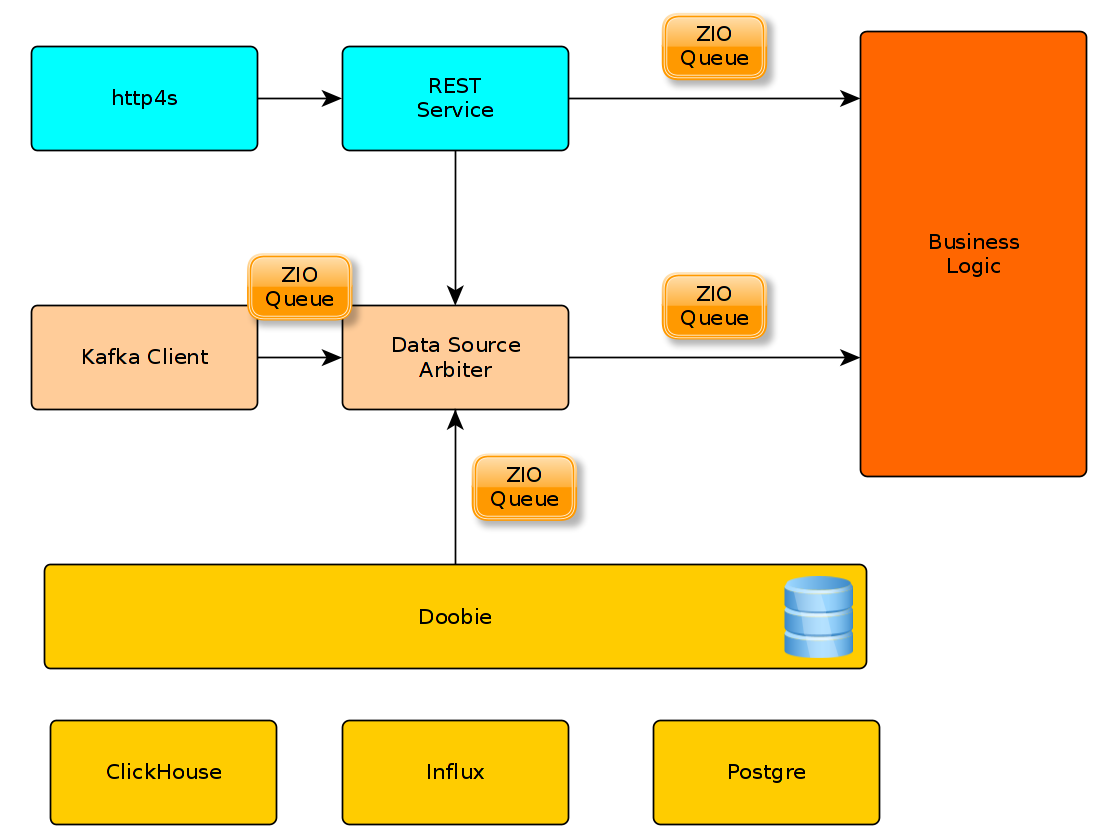 ZIO
Queue
http4s
REST
Service
Business
Logic
ZIO
Queue
ZIO
Queue
Kafka Client
Data Source
Arbiter
ZIO
Queue
Doobie
ClickHouse
Influx
Postgre